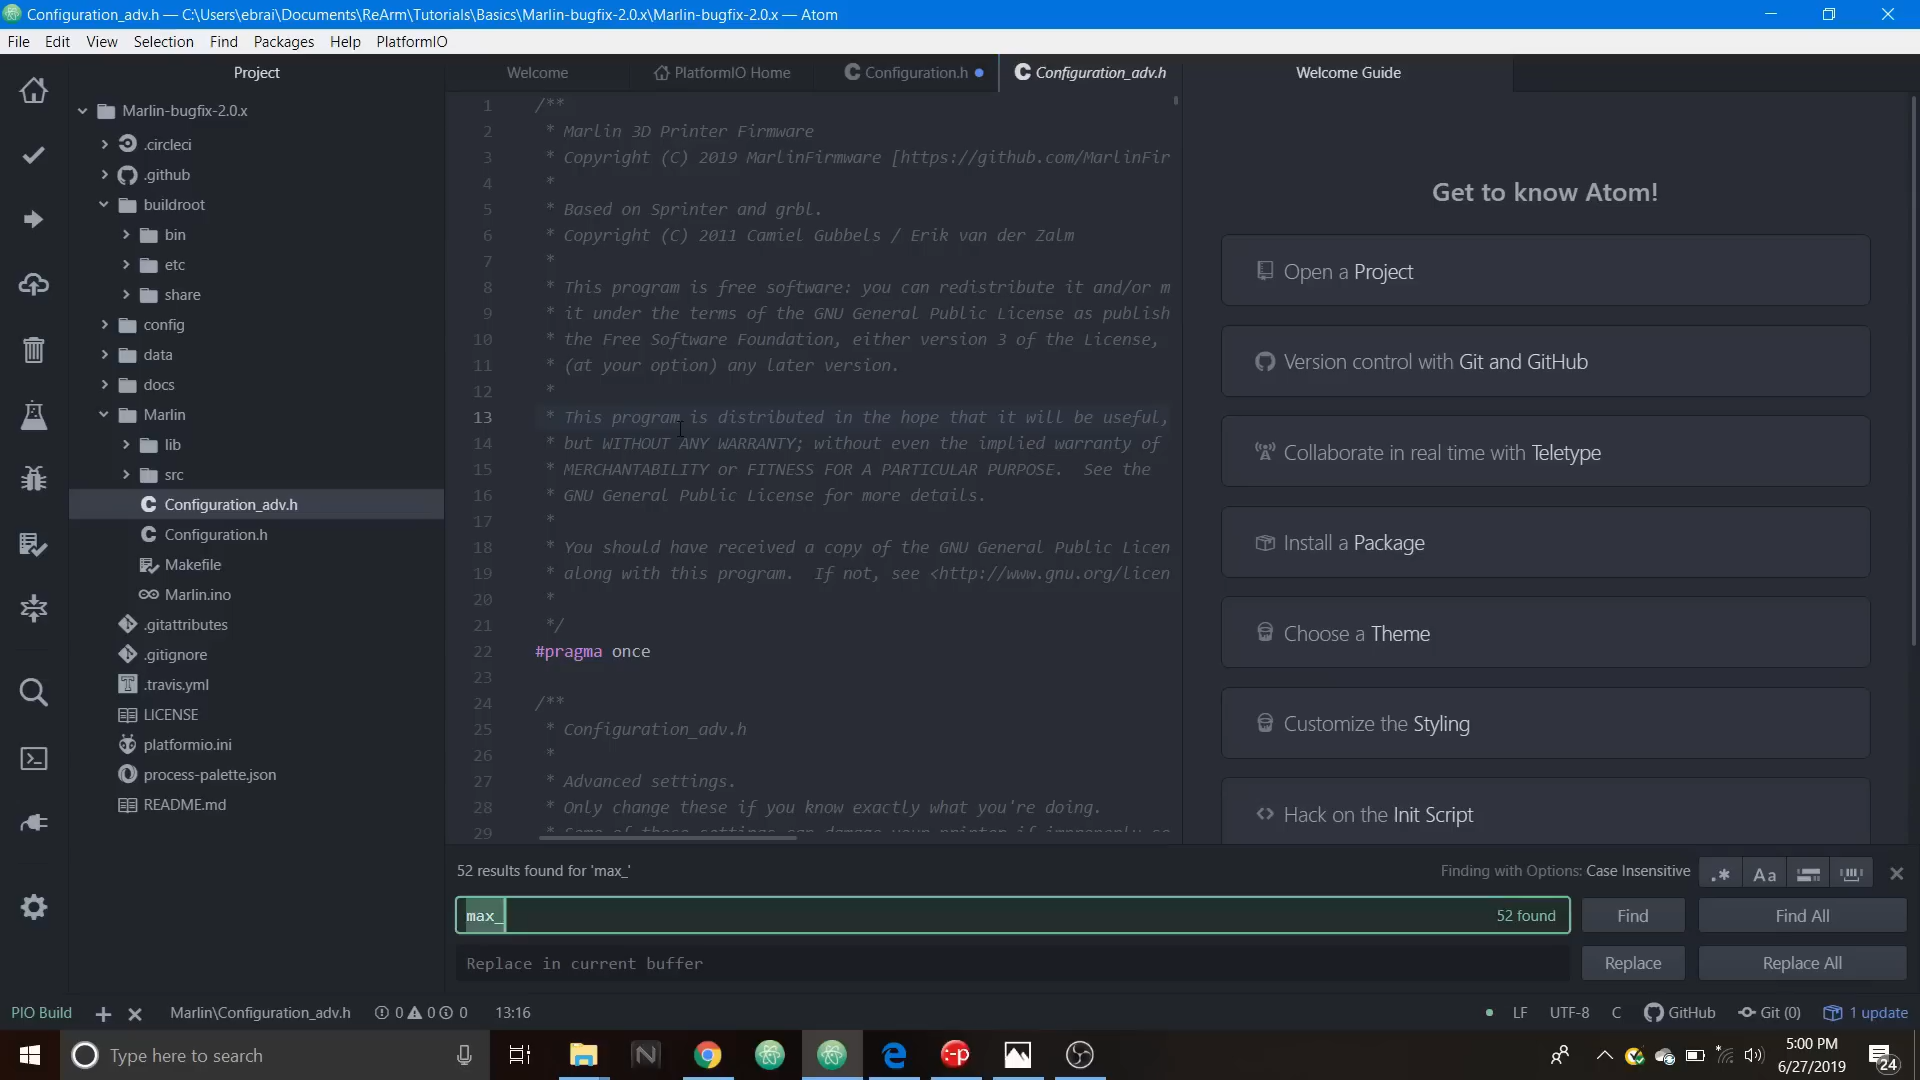 Configuration_adv.h — C:\Users\ebrai\Documents\ReArm\Tutorials\Basics\Marlin-bugfix-2.0.x\Marlin-bugfix-2.0.x — Atom
File Edit View Selection Find Packages Help PlatformIO
Project
Welcome
PlatformIO Home
Configuration.h
Configuration_adv.h
Welcome Guide
Marlin-bugfix-2.0.x
.circleci
.github
buildroot
bin
etc
share
config
data
docs
Marlin
lib
src
Configuration_adv.h
Configuration.h
Makefile
Marlin.ino
.gitattributes
.gitignore
.travis.yml
LICENSE
platformio.ini
process-palette.json
README.md
1 /**
2 * Marlin 3D Printer Firmware
3 * Copyright (C) 2019 MarlinFirmware [https://github.com/MarlinFir
4 *
5 * Based on Sprinter and grbl.
6 * Copyright (C) 2011 Camiel Gubbels / Erik van der Zalm
7 *
8 * This program is free software: you can redistribute it and/or m
9 * it under the terms of the GNU General Public License as publish
10 * the Free Software Foundation, either version 3 of the License,
11 * (at your option) any later version.
12 *
13 * This program is distributed in the hope that it will be useful,
14 * but WITHOUT ANY WARRANTY; without even the implied warranty of
15 * MERCHANTABILITY or FITNESS FOR A PARTICULAR PURPOSE.  See the
16 * GNU General Public License for more details.
17 *
18 * You should have received a copy of the GNU General Public Licen
19 * along with this program.  If not, see <http://www.gnu.org/licen
20 *
21 */
22 #pragma once
23
24 /**
25 * Configuration_adv.h
26 *
27 * Advanced settings.
28 * Only change these if you know exactly what you're doing.
29 * Some of these settings can damage your printer if improperly se
Get to know Atom!
Open a Project
Version control with Git and GitHub
Collaborate in real time with Teletype
Install a Package
Choose a Theme
Customize the Styling
Hack on the Init Script
52 results found for 'max_'
Finding with Options: Case Insensitive
.* Aa
max_
52 found
Find
Find All
Replace in current buffer
Replace
Replace All
PIO Build
Marlin\Configuration_adv.h
0 0 0
13:16
LF UTF-8 C GitHub Git (0) 1 update
Type here to search
5:00 PM
6/27/2019
24